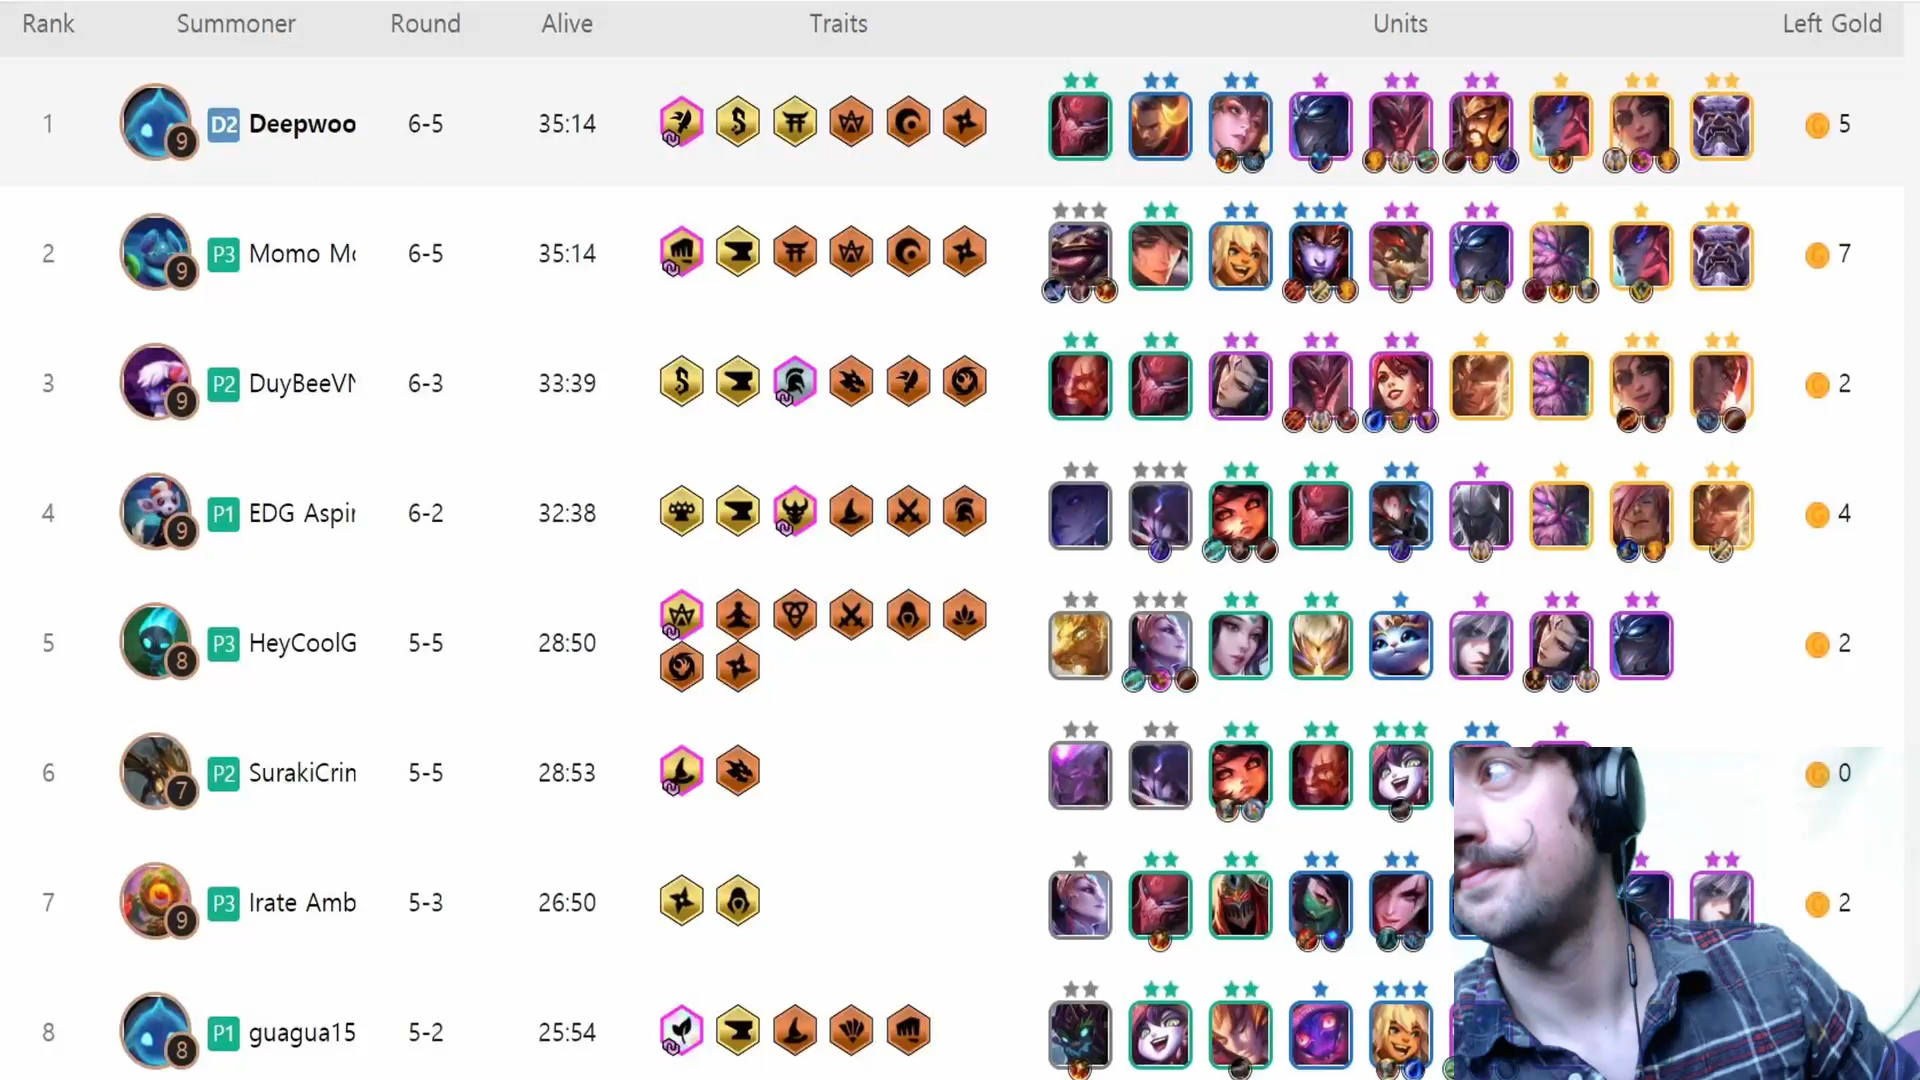 Rank Summoner Round Alive Traits Units Left Gold
1 9 D2 Deepwoo 6-5 35:14 5
2 9 P3 Momo Mc 6-5 35:14 7
3 9 P2 DuyBeeVN 6-3 33:39 2
4 9 P1 EDG Aspir 6-2 32:38 4
5 8 P3 HeyCoolG 5-5 28:50 2
6 7 P2 SurakiCrin 5-5 28:53 0
7 9 P3 Irate Amb 5-3 26:50 2
8 8 P1 guagua15 5-2 25:54